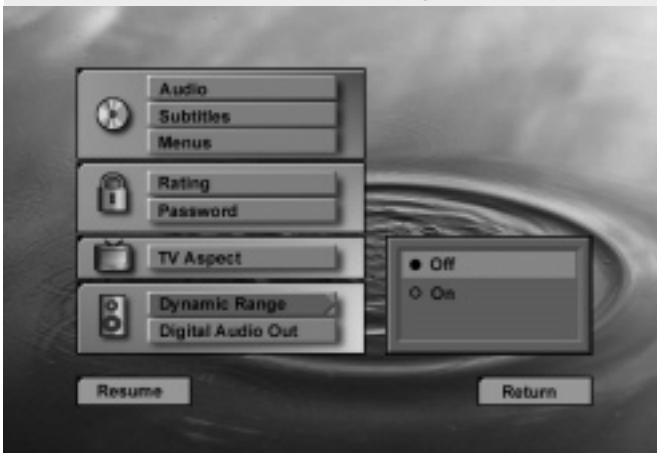 Audio
Subtitles
Menus
Rating
Password
TV Aspect
Dynamic Range
Digital Audio Out
Off
On
Resume
Return